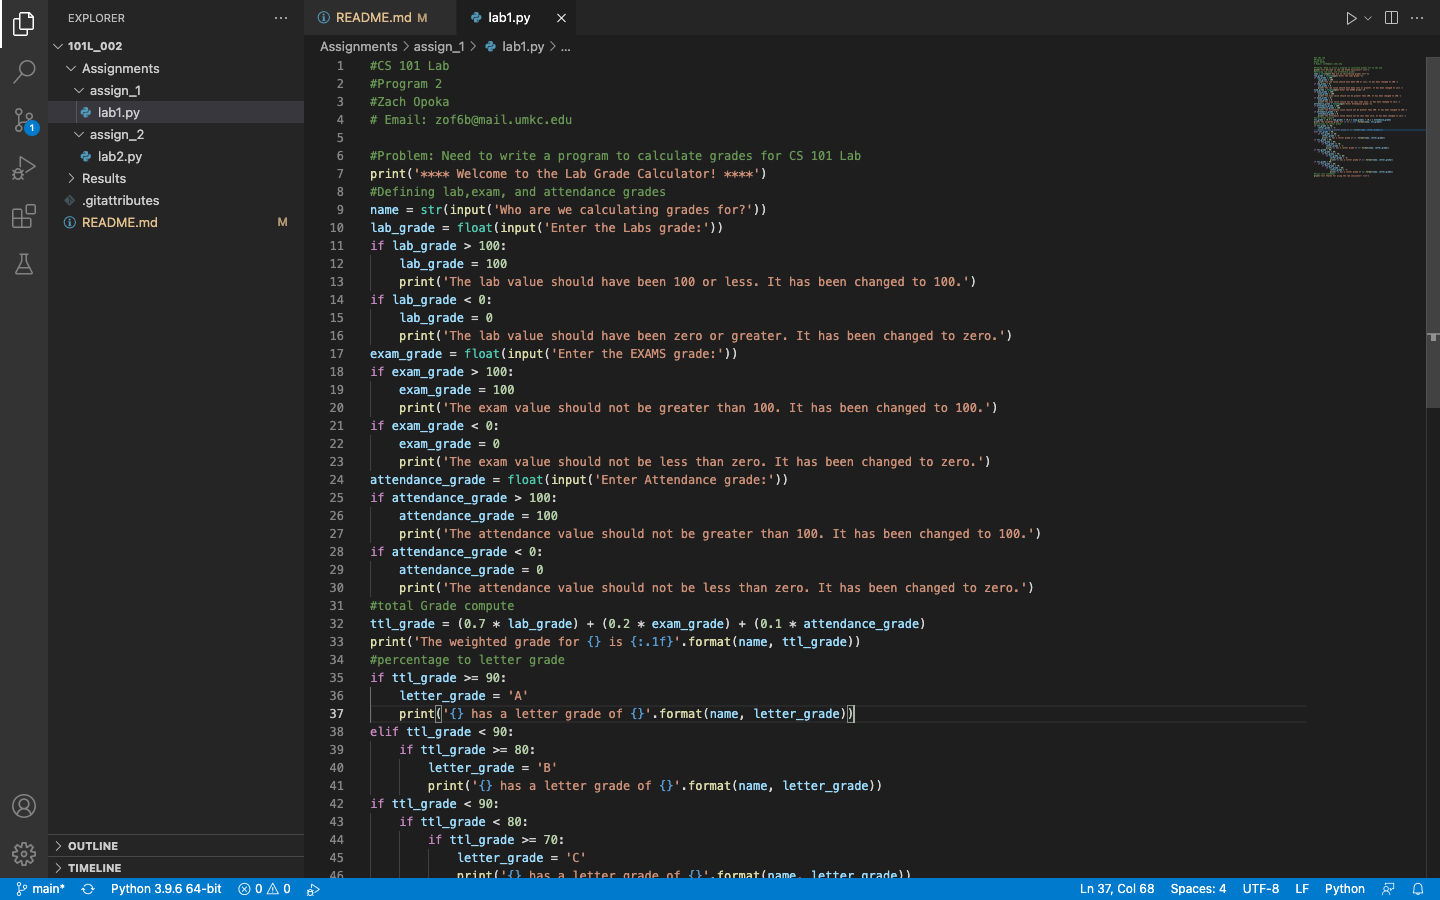 EXPLORER
101L_002
Assignments
assign_1
lab1.py
assign_2
lab2.py
Results
.gitattributes
README.md M
OUTLINE
TIMELINE
1
README.md M
lab1.py
Assignments > assign_1 > lab1.py > ...
1 #CS 101 Lab
2 #Program 2
3 #Zach Opoka
4 # Email: zof6b@mail.umkc.edu
5
6 #Problem: Need to write a program to calculate grades for CS 101 Lab
7 print('**** Welcome to the Lab Grade Calculator! ****')
8 #Defining lab,exam, and attendance grades
9 name = str(input('Who are we calculating grades for?'))
10 lab_grade = float(input('Enter the Labs grade:'))
11 if lab_grade > 100:
12 lab_grade = 100
13 print('The lab value should have been 100 or less. It has been changed to 100.')
14 if lab_grade < 0:
15 lab_grade = 0
16 print('The lab value should have been zero or greater. It has been changed to zero.')
17 exam_grade = float(input('Enter the EXAMS grade:'))
18 if exam_grade > 100:
19 exam_grade = 100
20 print('The exam value should not be greater than 100. It has been changed to 100.')
21 if exam_grade < 0:
22 exam_grade = 0
23 print('The exam value should not be less than zero. It has been changed to zero.')
24 attendance_grade = float(input('Enter Attendance grade:'))
25 if attendance_grade > 100:
26 attendance_grade = 100
27 print('The attendance value should not be greater than 100. It has been changed to 100.')
28 if attendance_grade < 0:
29 attendance_grade = 0
30 print('The attendance value should not be less than zero. It has been changed to zero.')
31 #total Grade compute
32 ttl_grade = (0.7 * lab_grade) + (0.2 * exam_grade) + (0.1 * attendance_grade)
33 print('The weighted grade for {} is {:.1f}'.format(name, ttl_grade))
34 #percentage to letter grade
35 if ttl_grade >= 90:
36 letter_grade = 'A'
37 print('{} has a letter grade of {}'.format(name, letter_grade))
38 elif ttl_grade < 90:
39 if ttl_grade >= 80:
40 letter_grade = 'B'
41 print('{} has a letter grade of {}'.format(name, letter_grade))
42 if ttl_grade < 90:
43 if ttl_grade < 80:
44 if ttl_grade >= 70:
45 letter_grade = 'C'
46 print('{} has a letter grade of {}'.format(name, letter_grade))
main* Python 3.9.6 64-bit 0 0 Ln 37, Col 68 Spaces: 4 UTF-8 LF Python